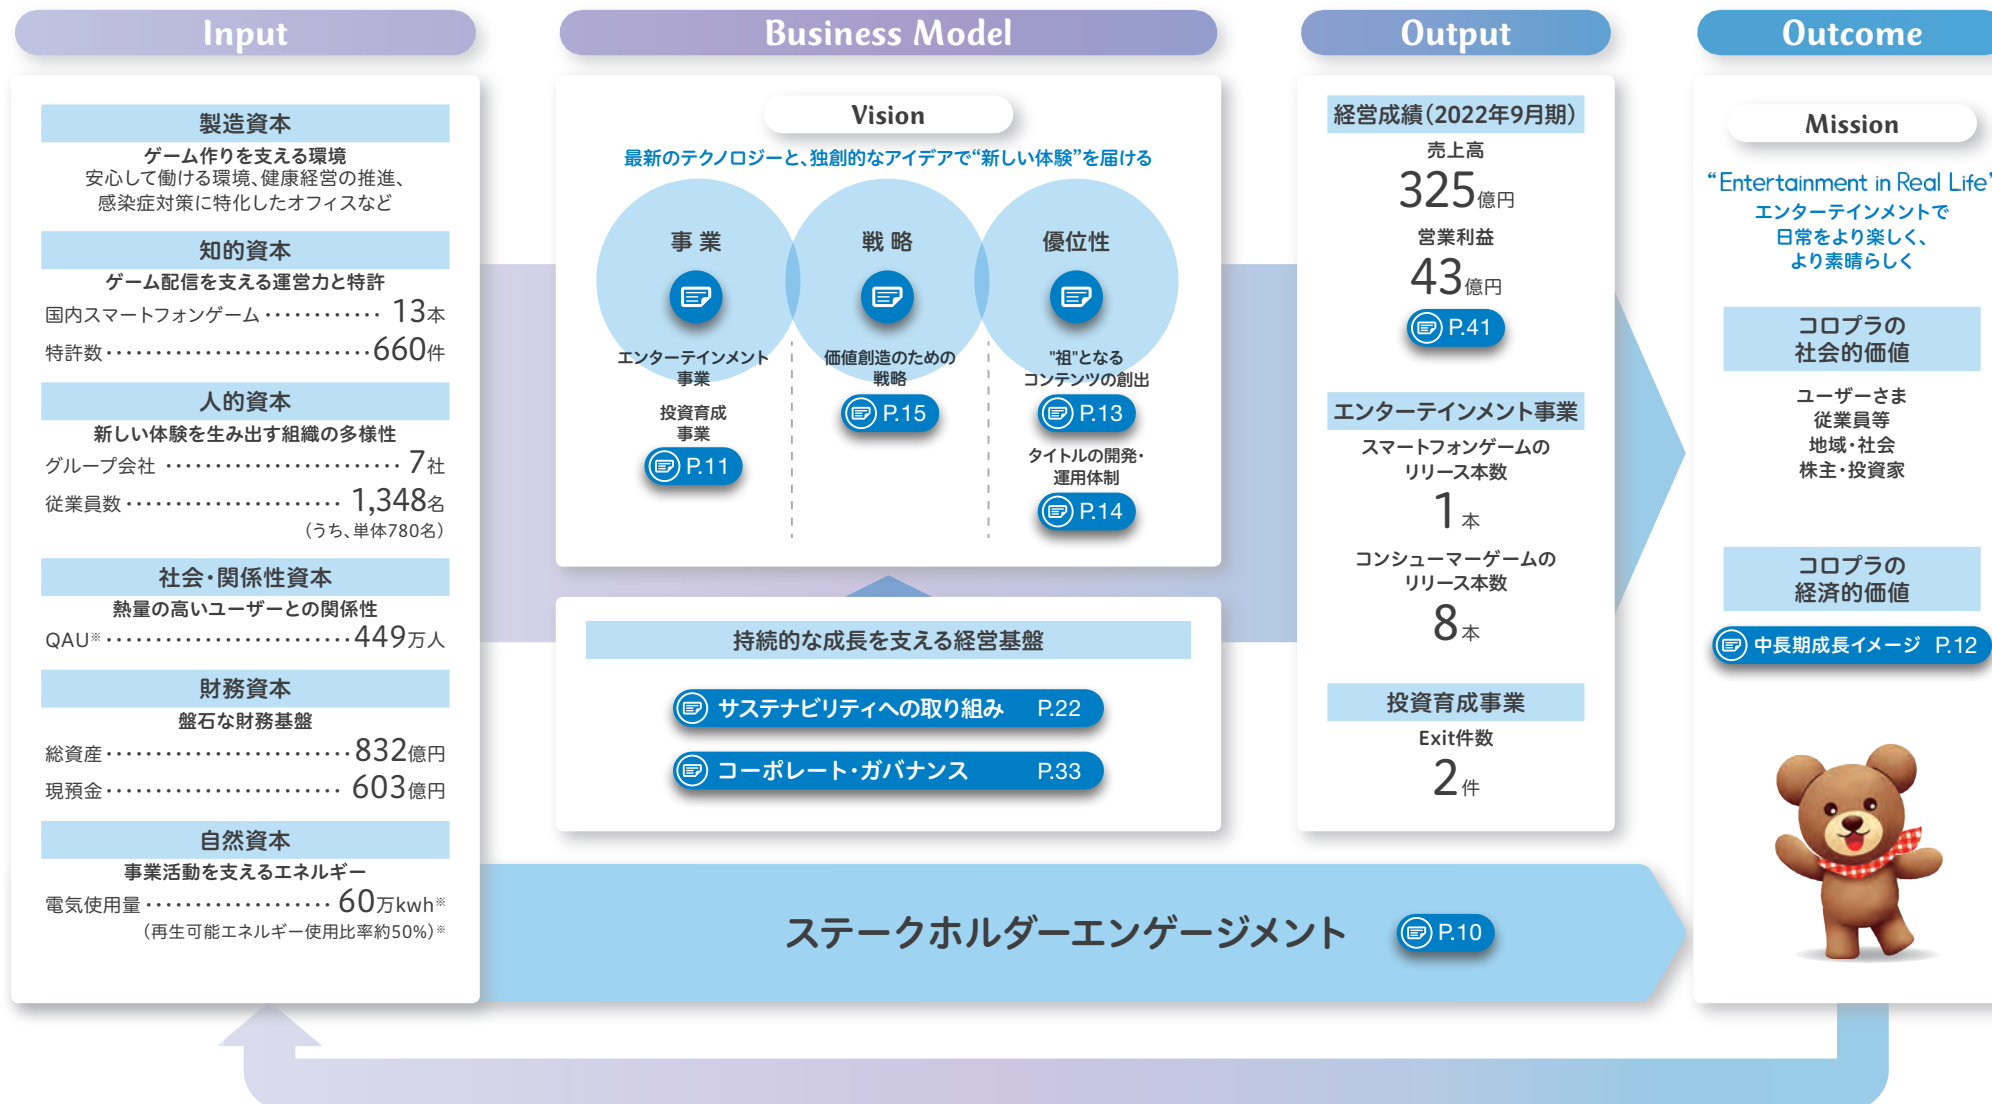 Input
製造資本
ゲーム作りを支える環境
安心して働ける環境、健康経営の推進、
感染症対策に特化したオフィスなど
知的資本
ゲーム配信を支える運営力と特許
国内スマートフォンゲーム············ 13本
特許数···························660件
人的資本
新しい体験を生み出す組織の多様性
グループ会社 ························ 7社
従業員数······················ 1,348名
（うち、単体780名）
社会・関係性資本
熱量の高いユーザーとの関係性
QAU※·························449万人
財務資本
盤石な財務基盤
総資産·························832億円
現預金························ 603億円
自然資本
事業活動を支えるエネルギー
電気使用量··················· 60万kwh※
（再生可能エネルギー使用比率約50%）※
Business Model
Vision
最新のテクノロジーと、独創的なアイデアで“新しい体験”を届ける
事 業
エンターテインメント
事業
投資育成
事業
P.11
戦 略
価値創造のための
戦略
P.15
優位性
"祖"となる
コンテンツの創出
P.13
タイトルの開発・
運用体制
P.14
持続的な成長を支える経営基盤
サステナビリティへの取り組み P.22
コーポレート・ガバナンス P.33
Output
経営成績（2022年9月期）
売上高
325億円
営業利益
43億円
P.41
エンターテインメント事業
スマートフォンゲームの
リリース本数
1本
コンシューマーゲームの
リリース本数
8本
投資育成事業
Exit件数
2件
Outcome
Mission
“Entertainment in Real Life”
エンターテインメントで
日常をより楽しく、
より素晴らしく
コロプラの
社会的価値
ユーザーさま
従業員等
地域・社会
株主・投資家
コロプラの
経済的価値
中長期成長イメージ P.12
ステークホルダーエンゲージメント P.10